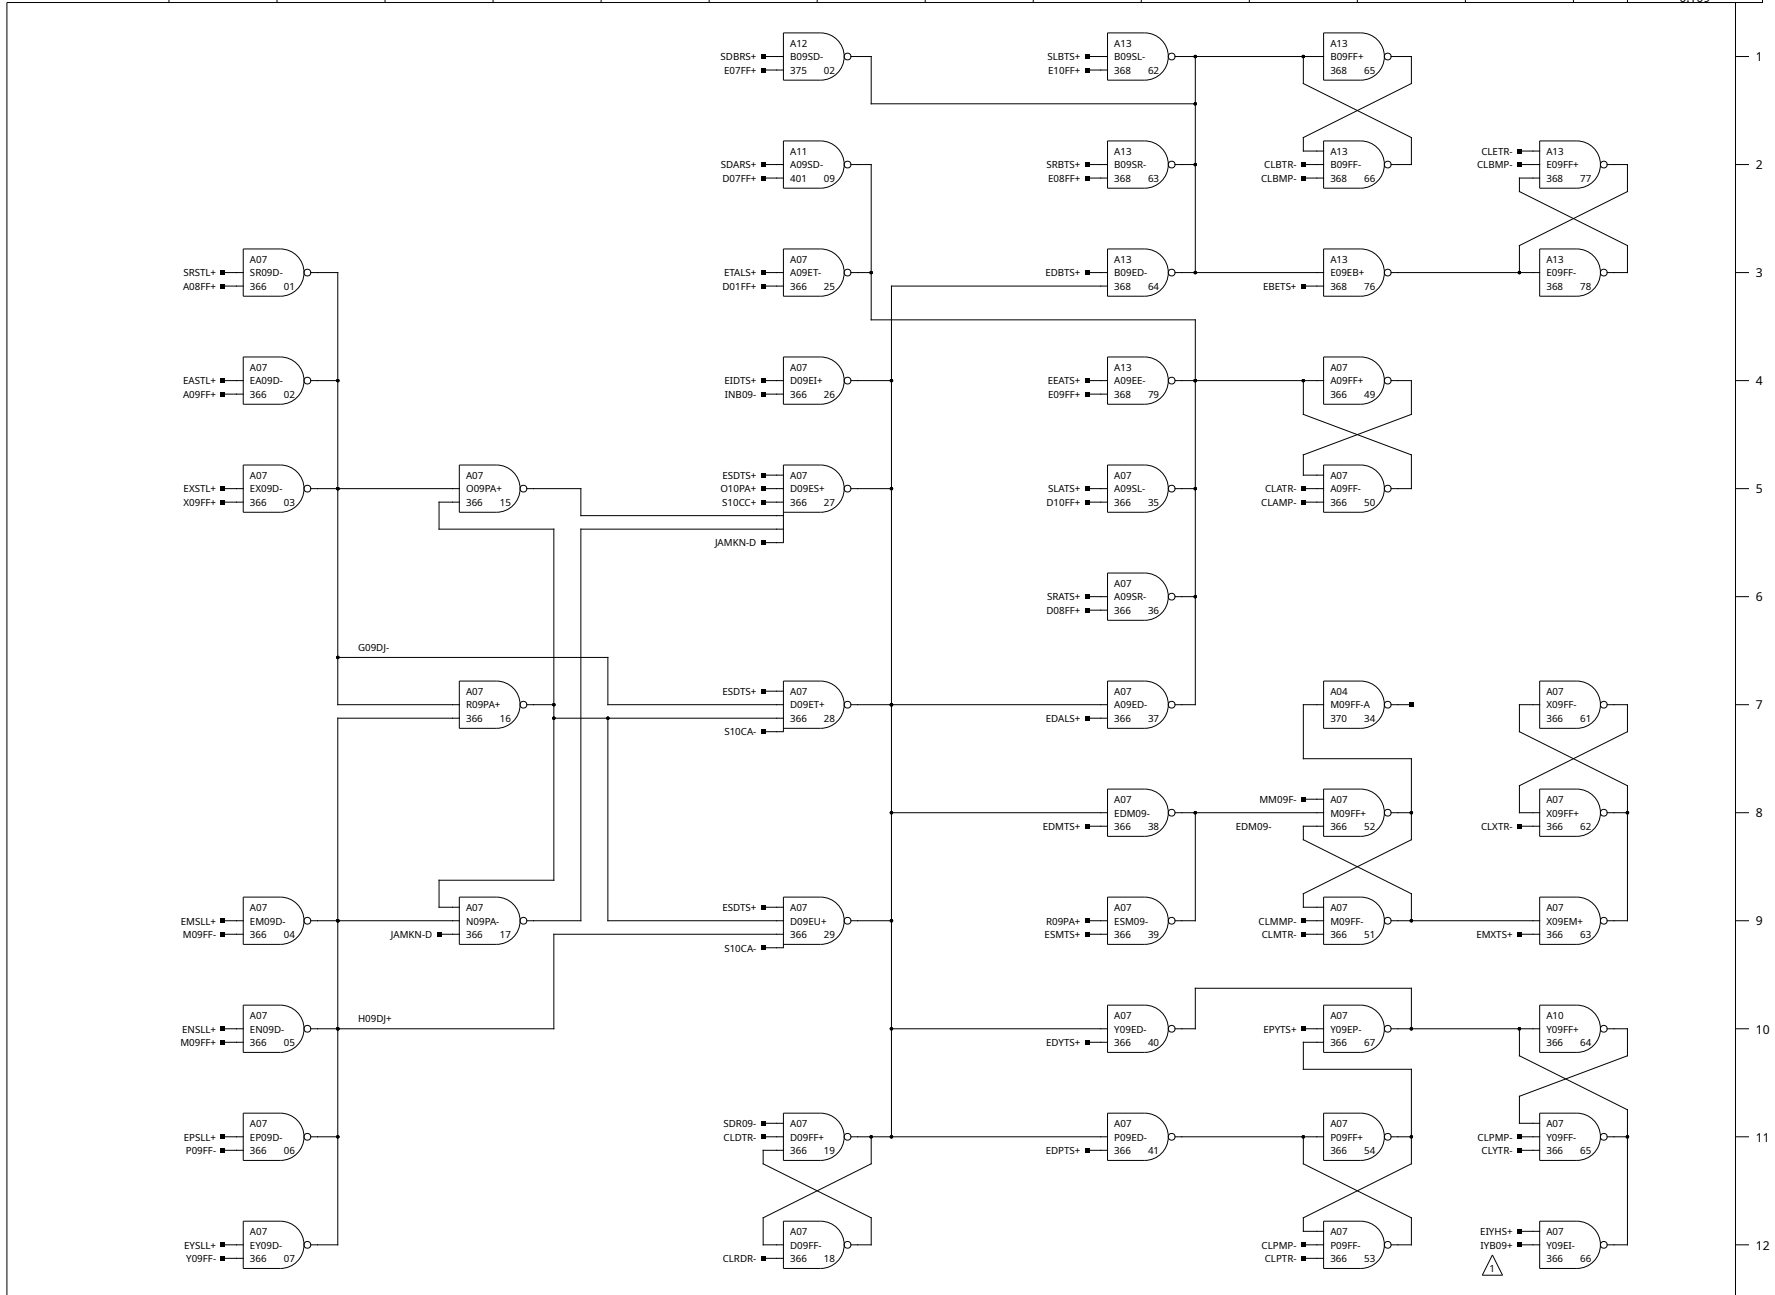 A12
SDBRS+ B09SD-
E07FF+ 375 02
A13
SLBTS+ B09SL-
E10FF+ 368 62
A13
B09FF+
368 65
1
A11
SDARS+ A09SD-
D07FF+ 401 09
A13
SRBTS+ B09SR-
E08FF+ 368 63
A13
CLBTR- B09FF-
CLBMP- 368 66
CLETR- A13
CLBMP- E09FF+
368 77
2
A07
SRSTL+ SR09D-
A08FF+ 366 01
A07
ETALS+ A09ET-
D01FF+ 366 25
A13
EDBTS+ B09ED-
368 64
A13
E09EB+
EBETS+ 368 76
A13
E09FF-
368 78
3
A07
EASTL+ EA09D-
A09FF+ 366 02
A07
EIDTS+ D09EI+
INB09- 366 26
A13
EEATS+ A09EE-
E09FF+ 368 79
A07
A09FF+
366 49
4
A07
EXSTL+ EX09D-
X09FF+ 366 03
A07
O09PA+
366 15
ESDTS+ A07
O10PA+ D09ES+
S10CC+ 366 27
JAMKN-D
A07
SLATS+ A09SL-
D10FF+ 366 35
A07
CLATR- A09FF-
CLAMP- 366 50
5
A07
SRATS+ A09SR-
D08FF+ 366 36
6
G09DJ-
A07
R09PA+
366 16
ESDTS+ A07
D09ET+
366 28
S10CA-
A07
A09ED-
EDALS+ 366 37
A04
M09FF-A
370 34
A07
X09FF-
366 61
7
A07
EDM09-
EDMTS+ 366 38
EDM09-
MM09F- A07
M09FF+
366 52
A07
X09FF+
CLXTR- 366 62
8
A07
EMSLL+ EM09D-
M09FF- 366 04
A07
N09PA-
JAMKN-D 366 17
ESDTS+ A07
D09EU+
366 29
S10CA-
A07
R09PA+ ESM09-
ESMTS+ 366 39
A07
CLMMP- M09FF-
CLMTR- 366 51
A07
X09EM+
EMXTS+ 366 63
9
A07
ENSLL+ EN09D-
M09FF+ 366 05
H09DJ+
A07
Y09ED-
EDYTS+ 366 40
A07
EPYTS+ Y09EP-
366 67
A10
Y09FF+
366 64
10
A07
EPSLL+ EP09D-
P09FF- 366 06
SDR09- A07
CLDTR- D09FF+
366 19
A07
P09ED-
EDPTS+ 366 41
A07
P09FF+
366 54
A07
CLPMP- Y09FF-
CLYTR- 366 65
11
A07
EYSLL+ EY09D-
Y09FF- 366 07
A07
D09FF-
CLRDR- 366 18
A07
CLPMP- P09FF-
CLPTR- 366 53
EIYHS+ A07
IYB09+ Y09EI-
366 66
1
12